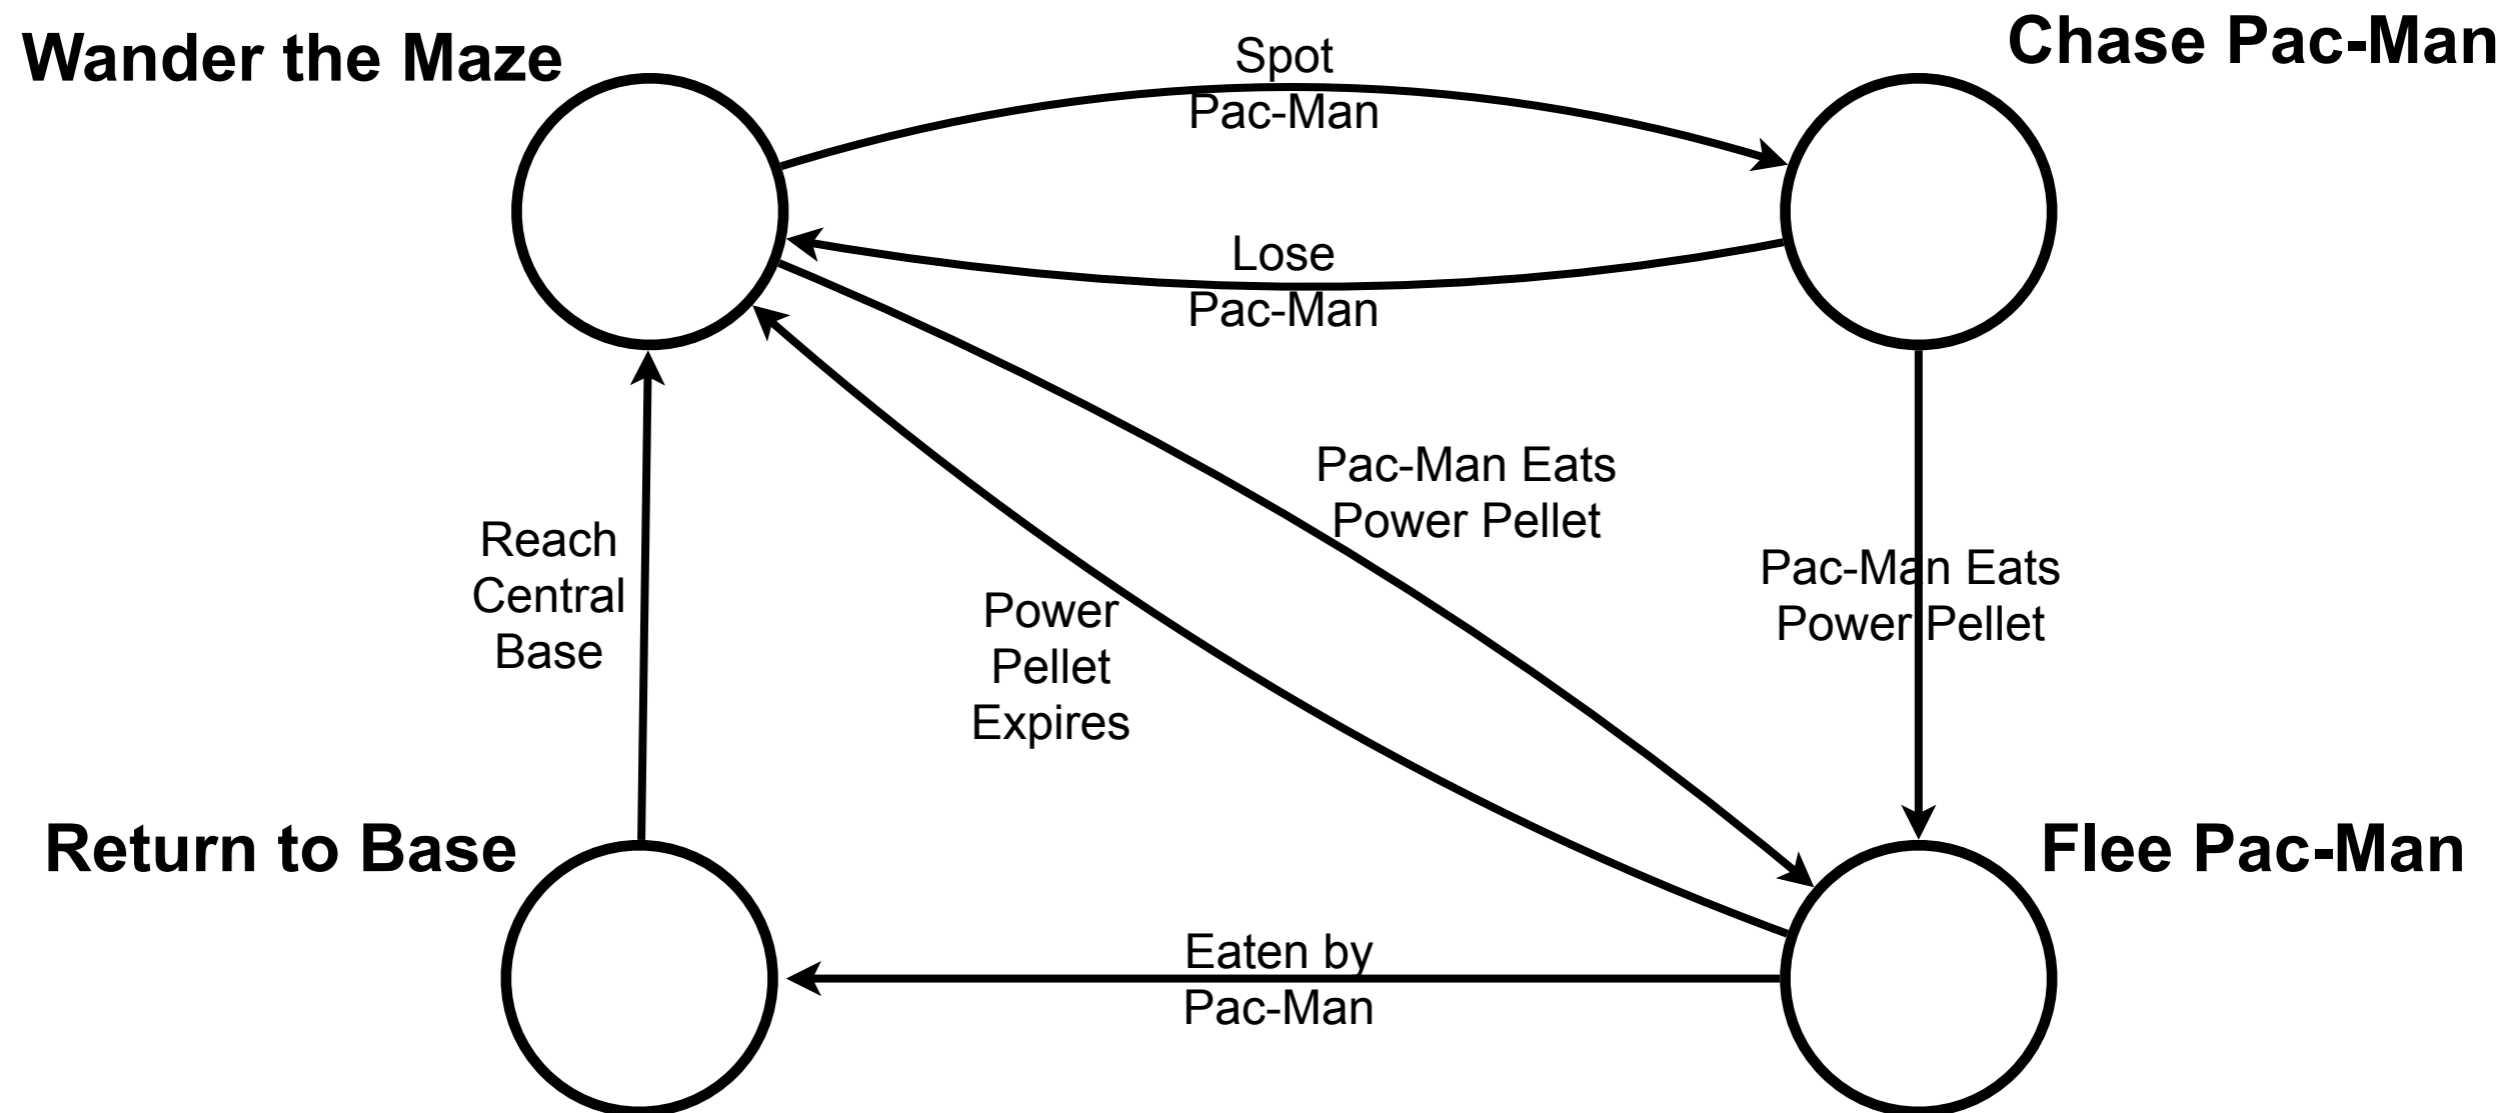 Wander the Maze
Chase Pac-Man
Spot
Pac-Man
Lose
Pac-Man
Pac-Man Eats
Power Pellet
Pac-Man Eats
Power Pellet
Reach
Central
Base
Power
Pellet
Expires
Return to Base
Flee Pac-Man
Eaten by
Pac-Man